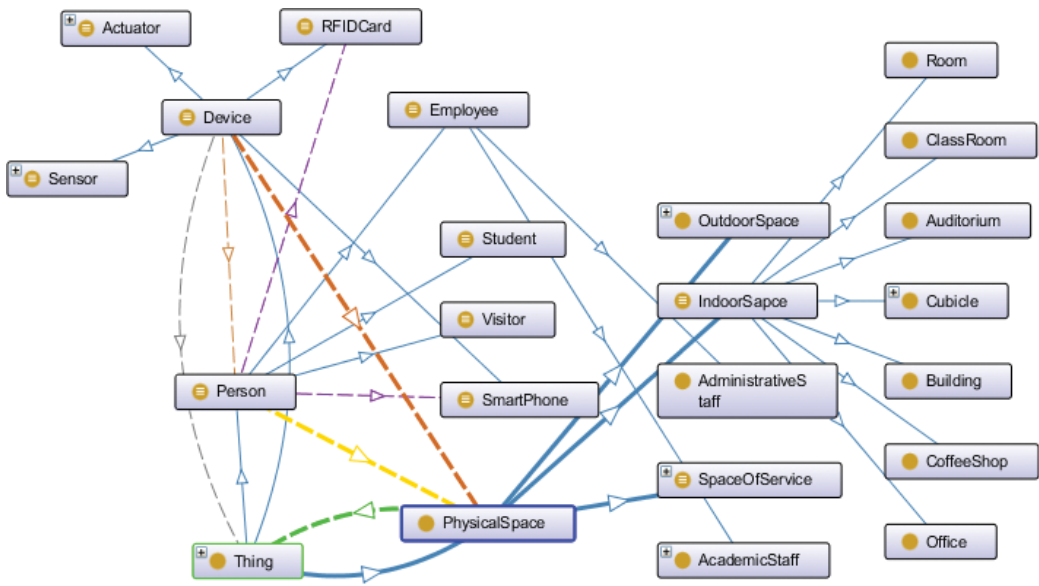 Actuator
RFIDCard
Room
Device
Employee
ClassRoom
Sensor
Student
OutdoorSpace
Auditorium
Visitor
IndoorSapce
Cubicle
Person
SmartPhone
AdministrativeS
taff
Building
SpaceOfService
CoffeeShop
PhysicalSpace
Thing
AcademicStaff
Office